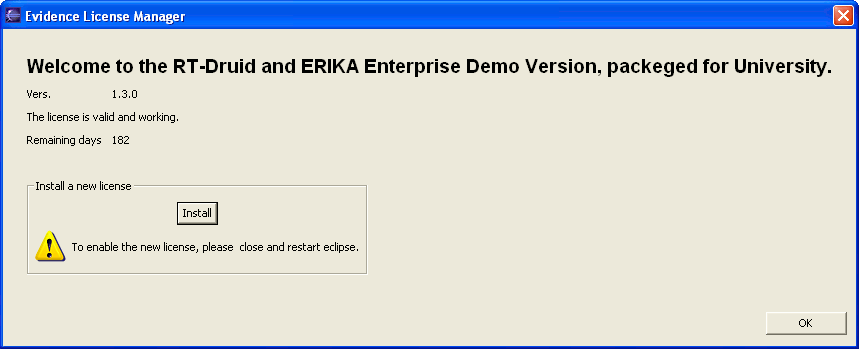 Evidence License Manager
Welcome to the RT-Druid and ERIKA Enterprise Demo Version, packeged for University.
Vers. 1.3.0
The license is valid and working.
Remaining days 182
Install a new license
Install
To enable the new license, please close and restart eclipse.
OK